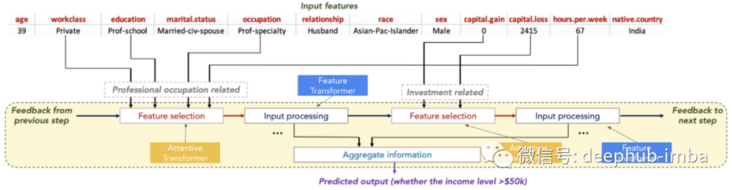 Input features
age workclass education marital.status occupation relationship race sex capital.gain capital.loss hours.per.week native.country
39 Private Prof-school Married-civ-spouse Prof-specialty Husband Asian-Pac-Islander Male 0 2415 67 India
Professional occupation related
Feature
Transformer
Investment related
Feedback from
previous step
Feature selection
Input processing
Feature selection
Input processing
Feedback to
next step
...
...
Attentive
Transformer
Feature
Aggregate information
微信号: deephub-imba
Predicted output (whether the income level >$50k)